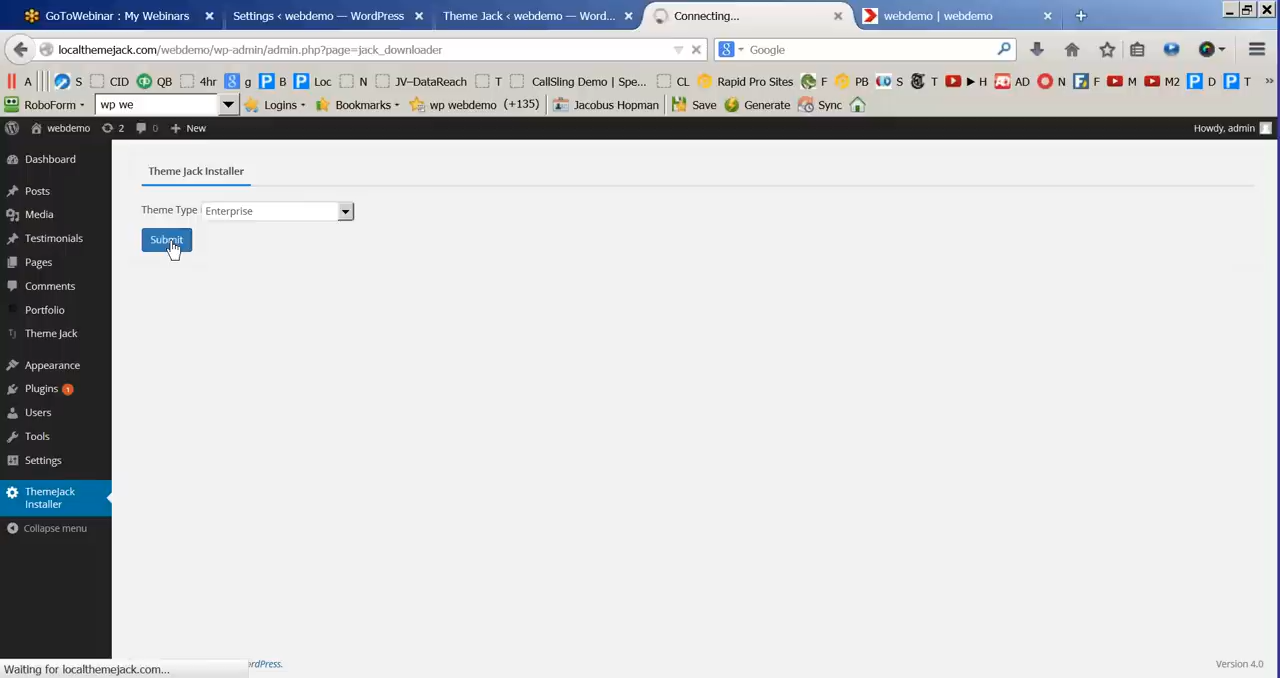 GoToWebinar : My Webinars
Settings ‹ webdemo — WordPress
Theme Jack ‹ webdemo — Word...
Connecting...
webdemo | webdemo
localthemejack.com/webdemo/wp-admin/admin.php?page=jack_downloader
Google
A S CID QB 4hr g B Loc N JV--DataReach T CallSling Demo | Spe... CL Rapid Pro Sites F PB S T H AD N F M M2 D T »
RoboForm wp we Logins Bookmarks wp webdemo (+135) Jacobus Hopman Save Generate Sync
webdemo 2 0 New Howdy, admin
Dashboard
Posts
Media
Testimonials
Pages
Comments
Portfolio
Theme Jack
Appearance
Plugins 1
Users
Tools
Settings
ThemeJack
Installer
Collapse menu
Theme Jack Installer
Theme Type Enterprise
Submit
Waiting for localthemejack.com...
rdPress.
Version 4.0